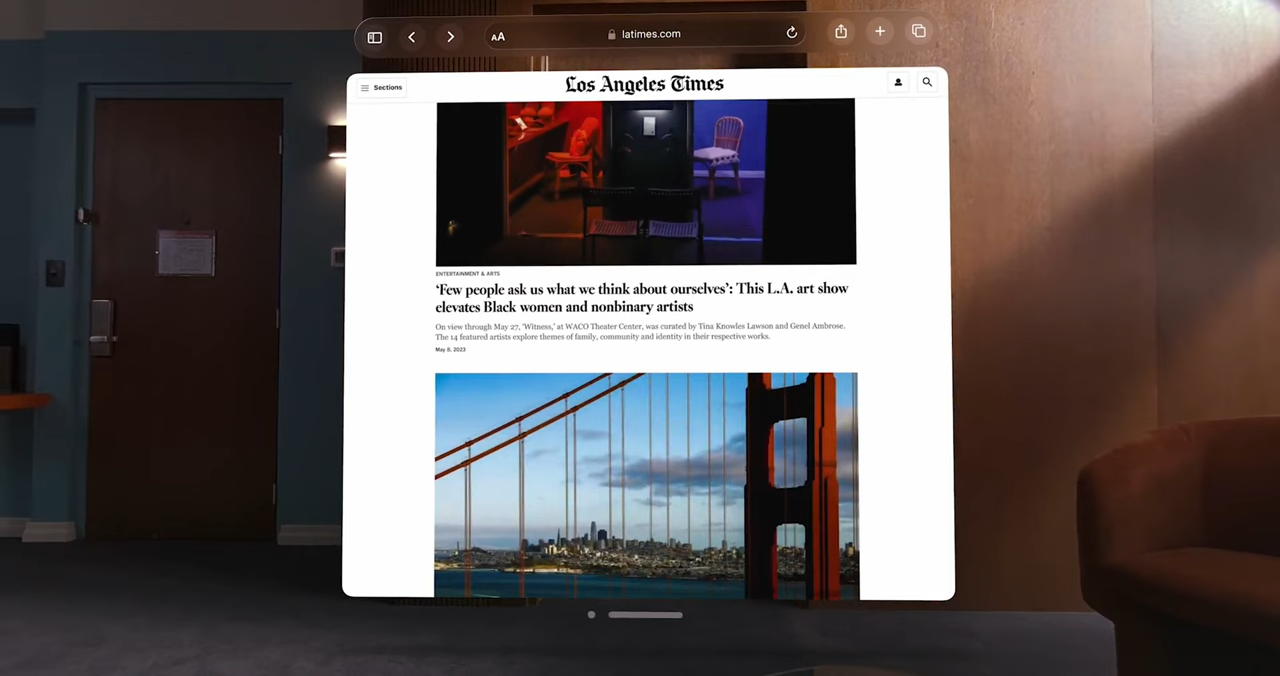 AA
latimes.com
Sections
Los Angeles Times
ENTERTAINMENT & ARTS
‘Few people ask us what we think about ourselves’: This L.A. art show
elevates Black women and nonbinary artists
On view through May 27, ‘Witness,’ at WACO Theater Center, was curated by Tina Knowles Lawson and Genel Ambrose.
The 14 featured artists explore themes of family, community and identity in their respective works.
May 8, 2023